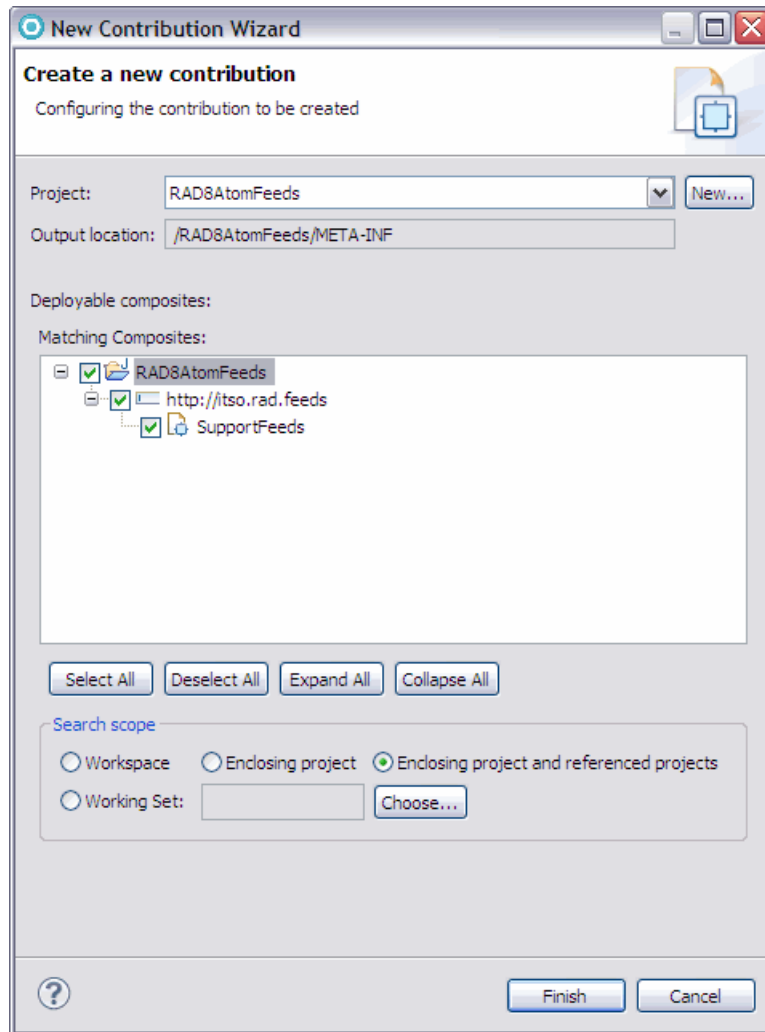 New Contribution Wizard
Create a new contribution
Configuring the contribution to be created
Project: RAD8AtomFeeds New...
Output location: /RAD8AtomFeeds/META-INF
Deployable composites:
Matching Composites:
RAD8AtomFeeds
http://itso.rad.feeds
SupportFeeds
Select All Deselect All Expand All Collapse All
Search scope
Workspace Enclosing project Enclosing project and referenced projects
Working Set: Choose...
? Finish Cancel